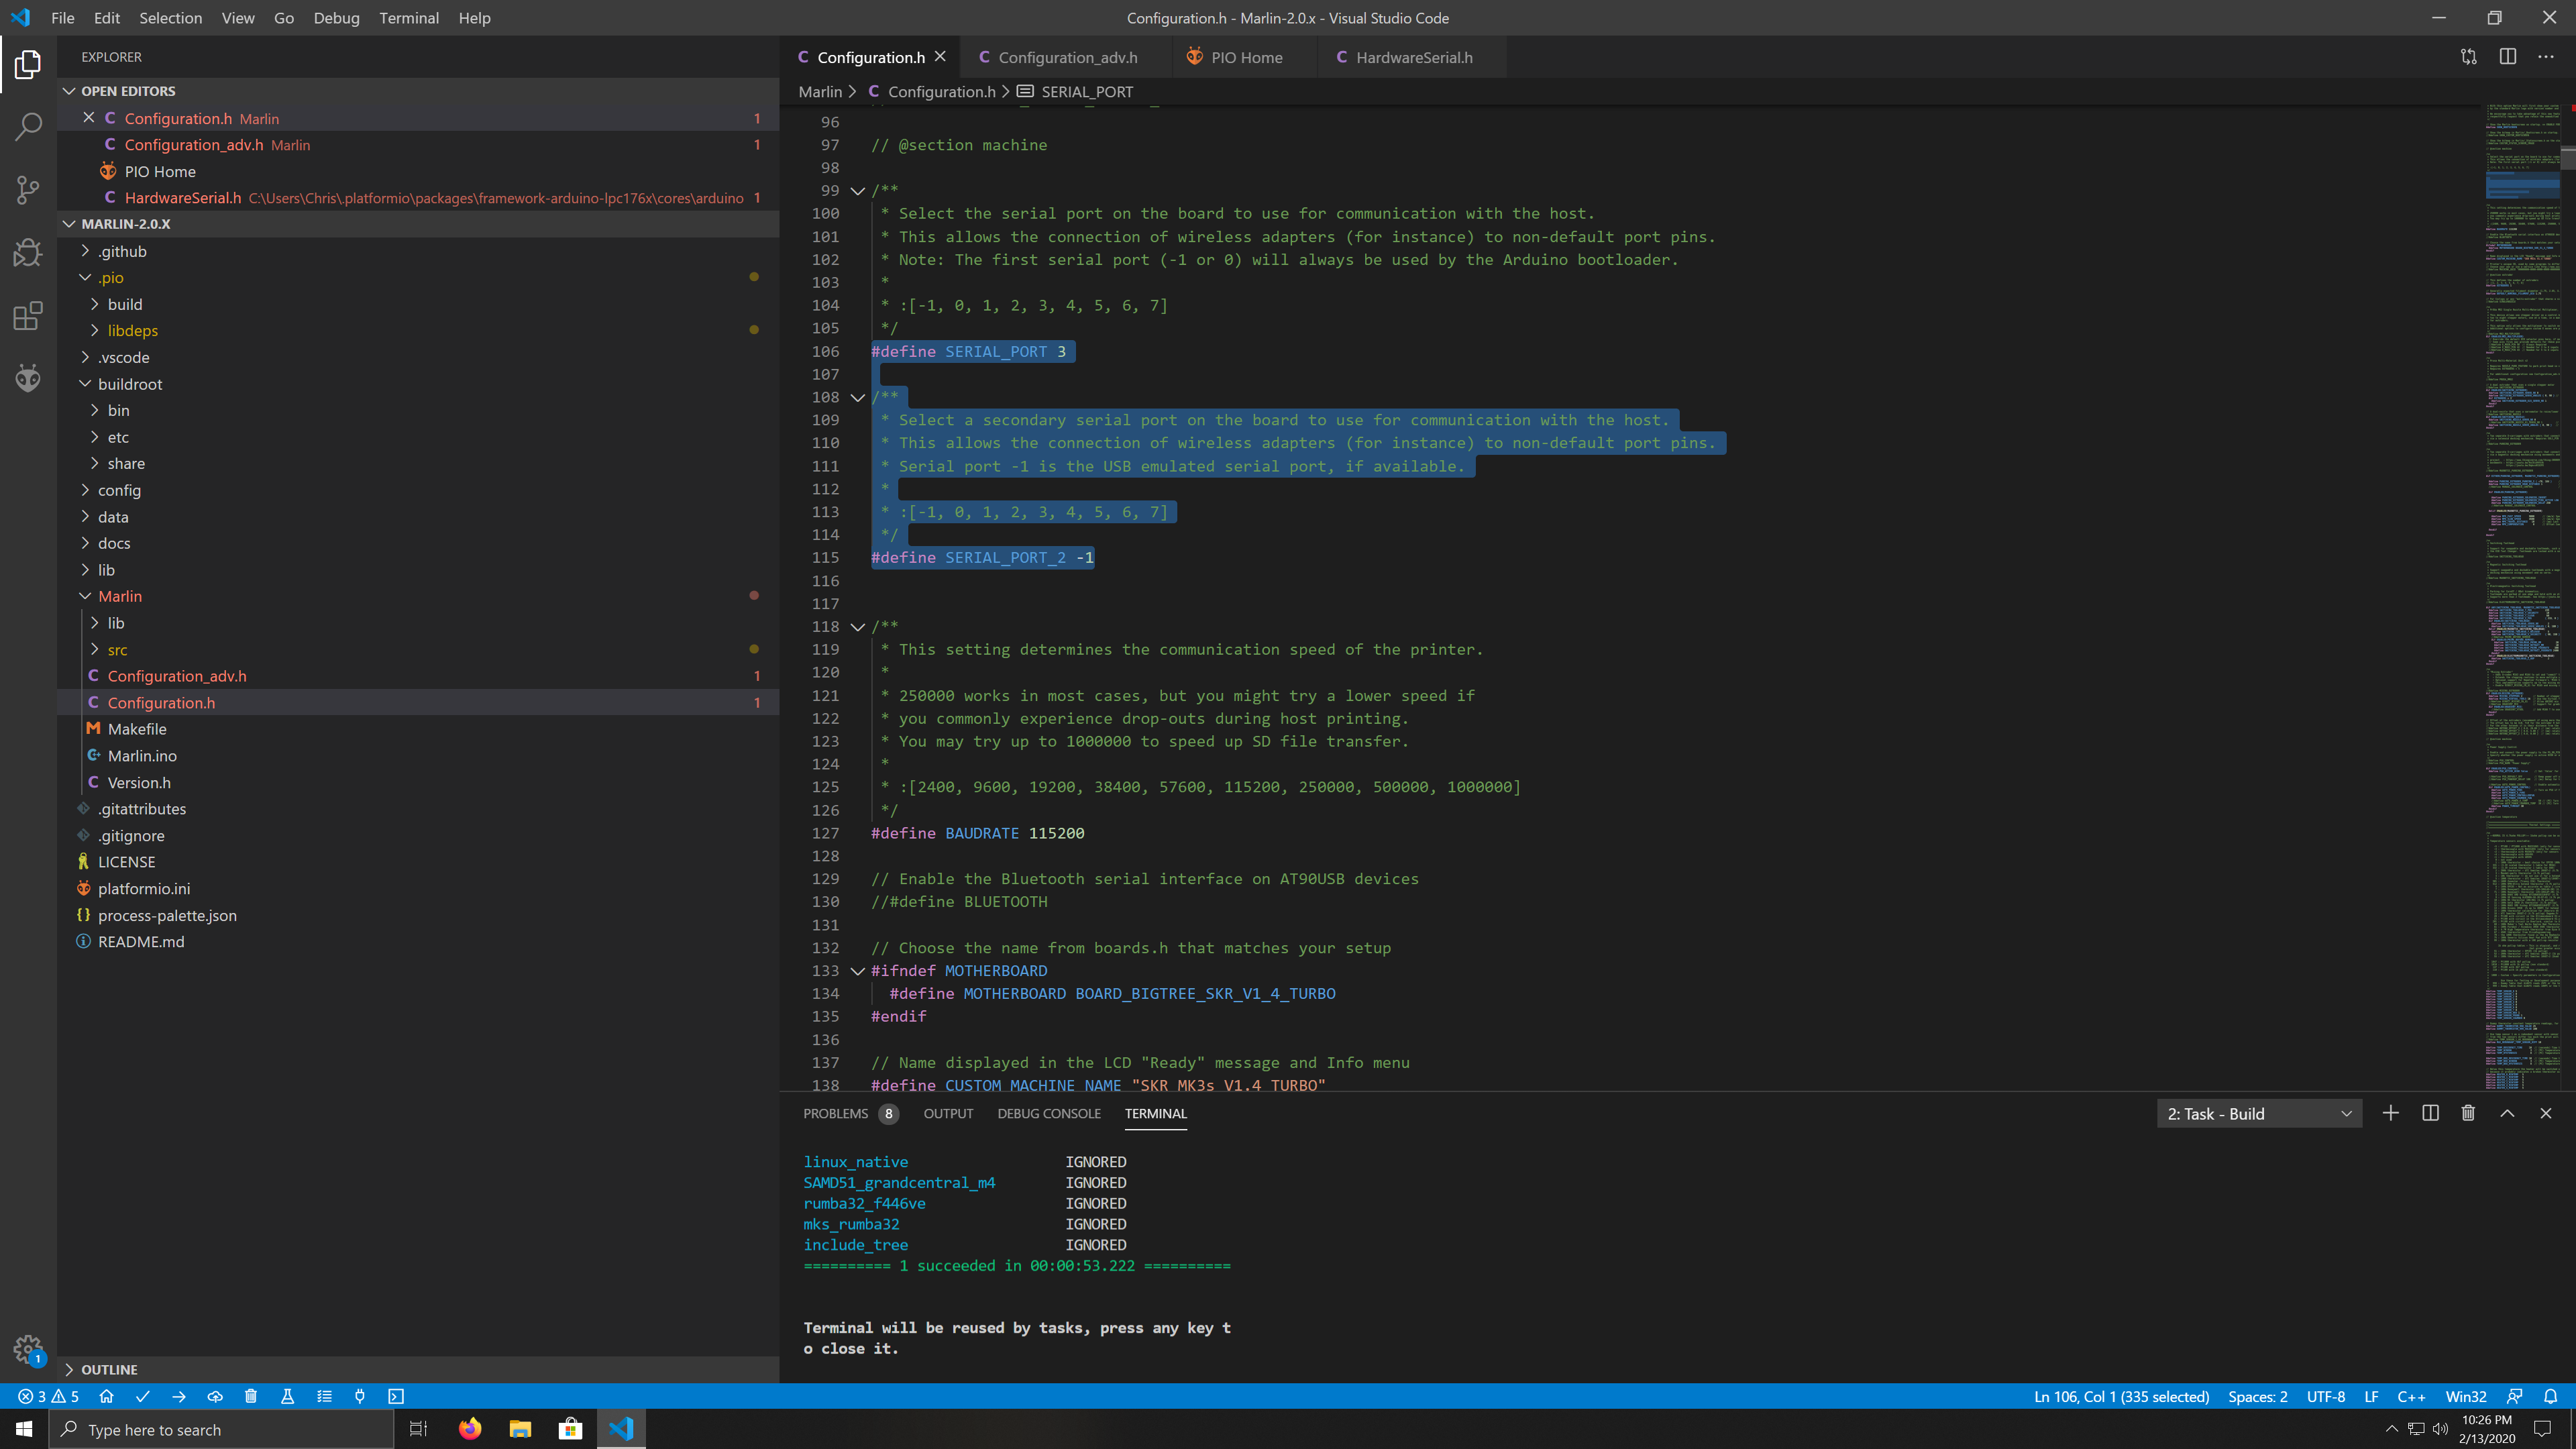 File Edit Selection View Go Debug Terminal Help
Configuration.h - Marlin-2.0.x - Visual Studio Code
EXPLORER
OPEN EDITORS
Configuration.h Marlin 1
Configuration_adv.h Marlin 1
PIO Home
HardwareSerial.h C:\Users\Chris\.platformio\packages\framework-arduino-lpc176x\cores\arduino 1
MARLIN-2.0.X
.github
.pio
build
libdeps
.vscode
buildroot
bin
etc
share
config
data
docs
lib
Marlin
lib
src
Configuration_adv.h 1
Configuration.h 1
Makefile
Marlin.ino
Version.h
.gitattributes
.gitignore
LICENSE
platformio.ini
process-palette.json
README.md
OUTLINE
1
Configuration.h Configuration_adv.h PIO Home HardwareSerial.h
Marlin > Configuration.h > SERIAL_PORT
96
97 // @section machine
98
99 /**
100 * Select the serial port on the board to use for communication with the host.
101 * This allows the connection of wireless adapters (for instance) to non-default port pins.
102 * Note: The first serial port (-1 or 0) will always be used by the Arduino bootloader.
103 *
104 * :[-1, 0, 1, 2, 3, 4, 5, 6, 7]
105 */
106 #define SERIAL_PORT 3
107
108 /**
109 * Select a secondary serial port on the board to use for communication with the host.
110 * This allows the connection of wireless adapters (for instance) to non-default port pins.
111 * Serial port -1 is the USB emulated serial port, if available.
112 *
113 * :[-1, 0, 1, 2, 3, 4, 5, 6, 7]
114 */
115 #define SERIAL_PORT_2 -1
116
117
118 /**
119 * This setting determines the communication speed of the printer.
120 *
121 * 250000 works in most cases, but you might try a lower speed if
122 * you commonly experience drop-outs during host printing.
123 * You may try up to 1000000 to speed up SD file transfer.
124 *
125 * :[2400, 9600, 19200, 38400, 57600, 115200, 250000, 500000, 1000000]
126 */
127 #define BAUDRATE 115200
128
129 // Enable the Bluetooth serial interface on AT90USB devices
130 //#define BLUETOOTH
131
132 // Choose the name from boards.h that matches your setup
133 #ifndef MOTHERBOARD
134 #define MOTHERBOARD BOARD_BIGTREE_SKR_V1_4_TURBO
135 #endif
136
137 // Name displayed in the LCD "Ready" message and Info menu
138 #define CUSTOM_MACHINE_NAME "SKR MK3s V1.4 TURBO"
PROBLEMS 8 OUTPUT DEBUG CONSOLE TERMINAL 2: Task - Build
linux_native IGNORED
SAMD51_grandcentral_m4 IGNORED
rumba32_f446ve IGNORED
mks_rumba32 IGNORED
include_tree IGNORED
========== 1 succeeded in 00:00:53.222 ==========
Terminal will be reused by tasks, press any key t
o close it.
3 5 Ln 106, Col 1 (335 selected) Spaces: 2 UTF-8 LF C++ Win32
Type here to search
10:26 PM
2/13/2020